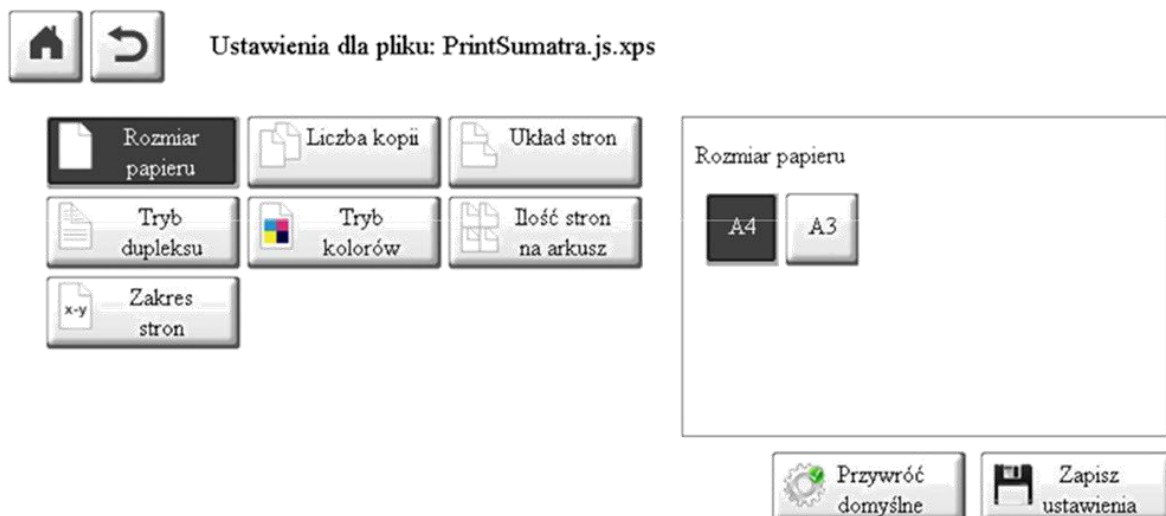 Ustawienia dla pliku: PrintSumatra.js.xps
Rozmiar
papieru
Liczba kopii
Układ stron
Tryb
dupleksu
Tryb
kolorów
Ilość stron
na arkusz
x-y
Zakres
stron
Rozmiar papieru
A4
A3
Przywróć
domyślne
Zapisz
ustawienia